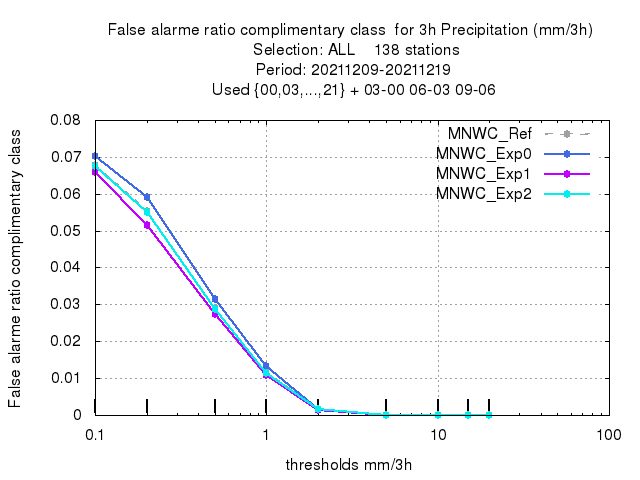 False alarme ratio complimentary class  for 3h Precipitation (mm/3h)
Selection: ALL    138 stations
Period: 20211209-20211219
Used {00,03,...,21} + 03-00 06-03 09-06
False alarme ratio complimentary class
0.08
0.07
0.06
0.05
0.04
0.03
0.02
0.01
0
MNWC_Ref
MNWC_Exp0
MNWC_Exp1
MNWC_Exp2
0.1 1 10 100
thresholds mm/3h